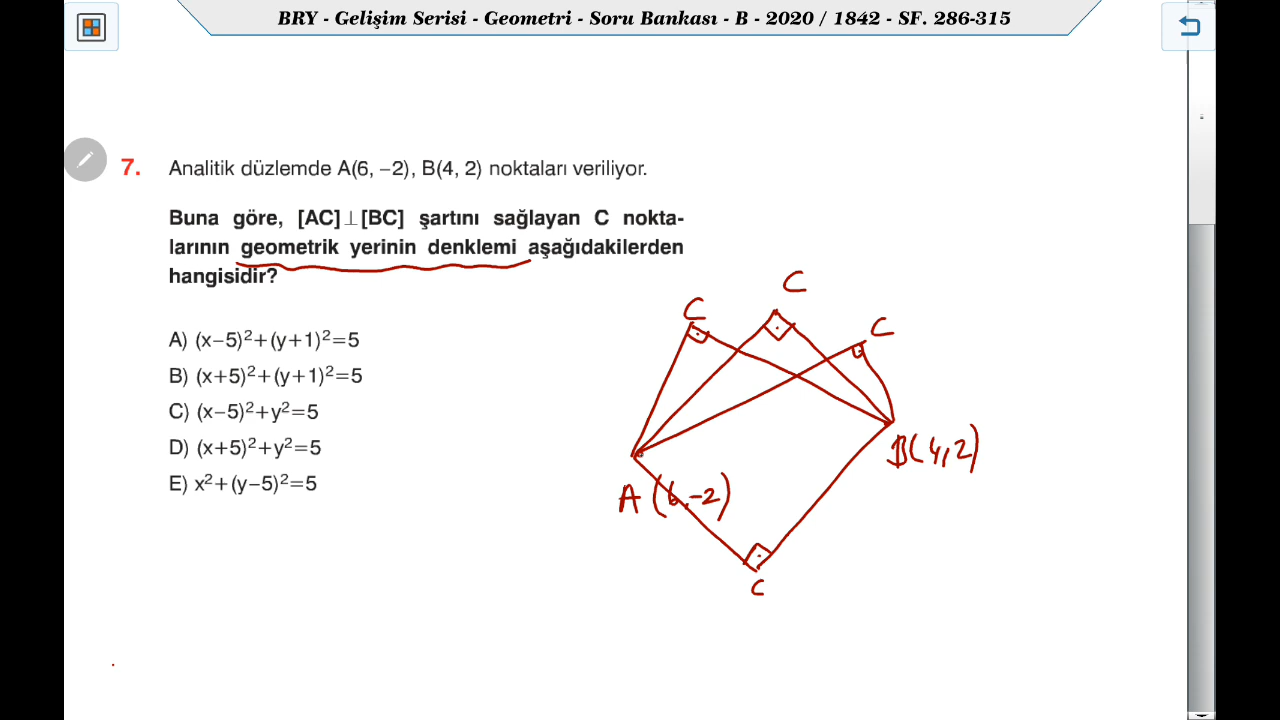 BRY - Gelişim Serisi - Geometri - Soru Bankası - B - 2020 / 1842 - SF. 286-315
7. Analitik düzlemde A(6, −2), B(4, 2) noktaları veriliyor.
Buna göre, [AC]⊥[BC] şartını sağlayan C nokta-
larının geometrik yerinin denklemi aşağıdakilerden
hangisidir?
A) (x−5)²+(y+1)²=5
B) (x+5)²+(y+1)²=5
C) (x−5)²+y²=5
D) (x+5)²+y²=5
E) x²+(y−5)²=5
C
C
C
B(4,2)
A(6,-2)
C